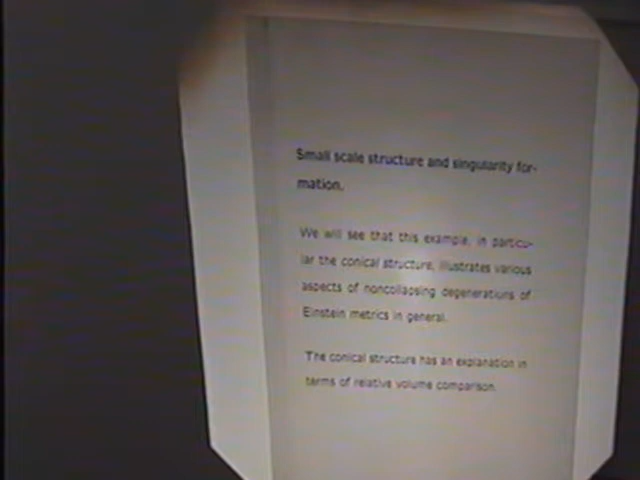 Small scale structure and singularity for-
mation.
We will see that this example, in particu-
lar the conical structure, illustrates various
aspects of noncollapsing degenerations of
Einstein metrics in general.
The conical structure has an explanation in
terms of relative volume comparison.